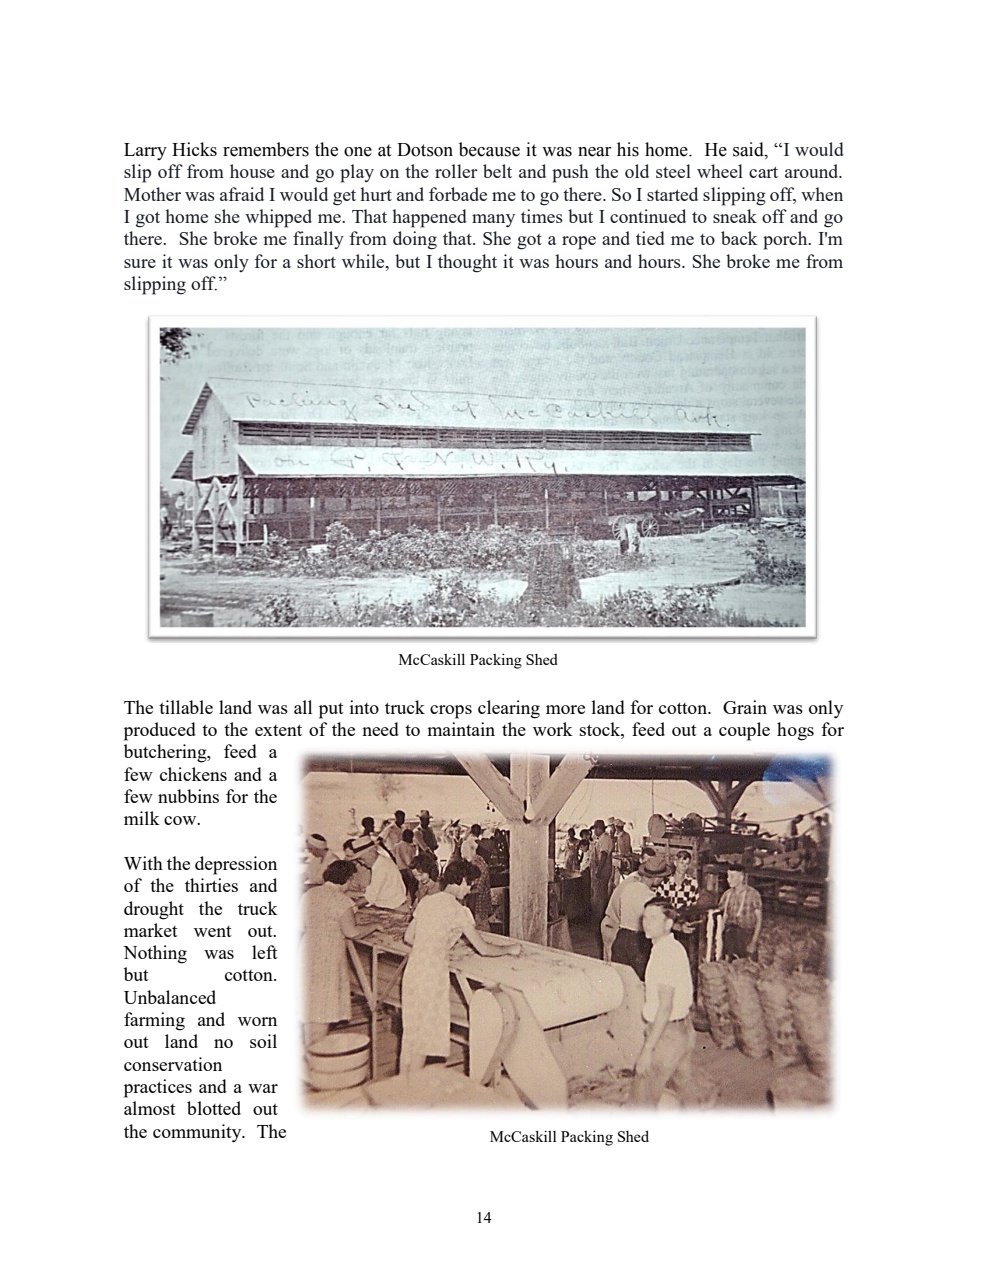 Larry Hicks remembers the one at Dotson because it was near his home.  He said, “I would
slip off from house and go play on the roller belt and push the old steel wheel cart around.
Mother was afraid I would get hurt and forbade me to go there. So I started slipping off, when
I got home she whipped me. That happened many times but I continued to sneak off and go
there.  She broke me finally from doing that. She got a rope and tied me to back porch. I'm
sure it was only for a short while, but I thought it was hours and hours. She broke me from
slipping off.”
Packing Shed at McCaskill Ark.
on G. & N.W. Ry.
McCaskill Packing Shed
The tillable land was all put into truck crops clearing more land for cotton.  Grain was only
produced to the extent of the need to maintain the work stock, feed out a couple hogs for
butchering, feed a
few chickens and a
few nubbins for the
milk cow.
With the depression
of the thirties and
drought the truck
market went out.
Nothing was left
but cotton.
Unbalanced
farming and worn
out land no soil
conservation
practices and a war
almost blotted out
the community.  The
McCaskill Packing Shed
14